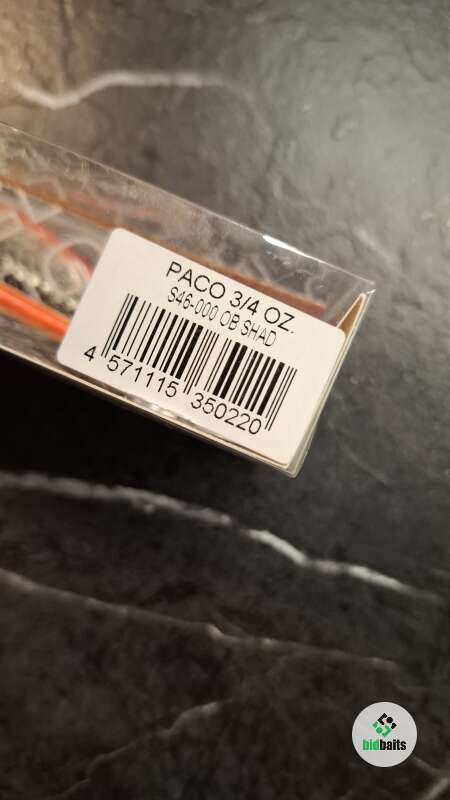 PACO 3/4 OZ.
S46-000 OB SHAD
4 571115 350220
bidbaits